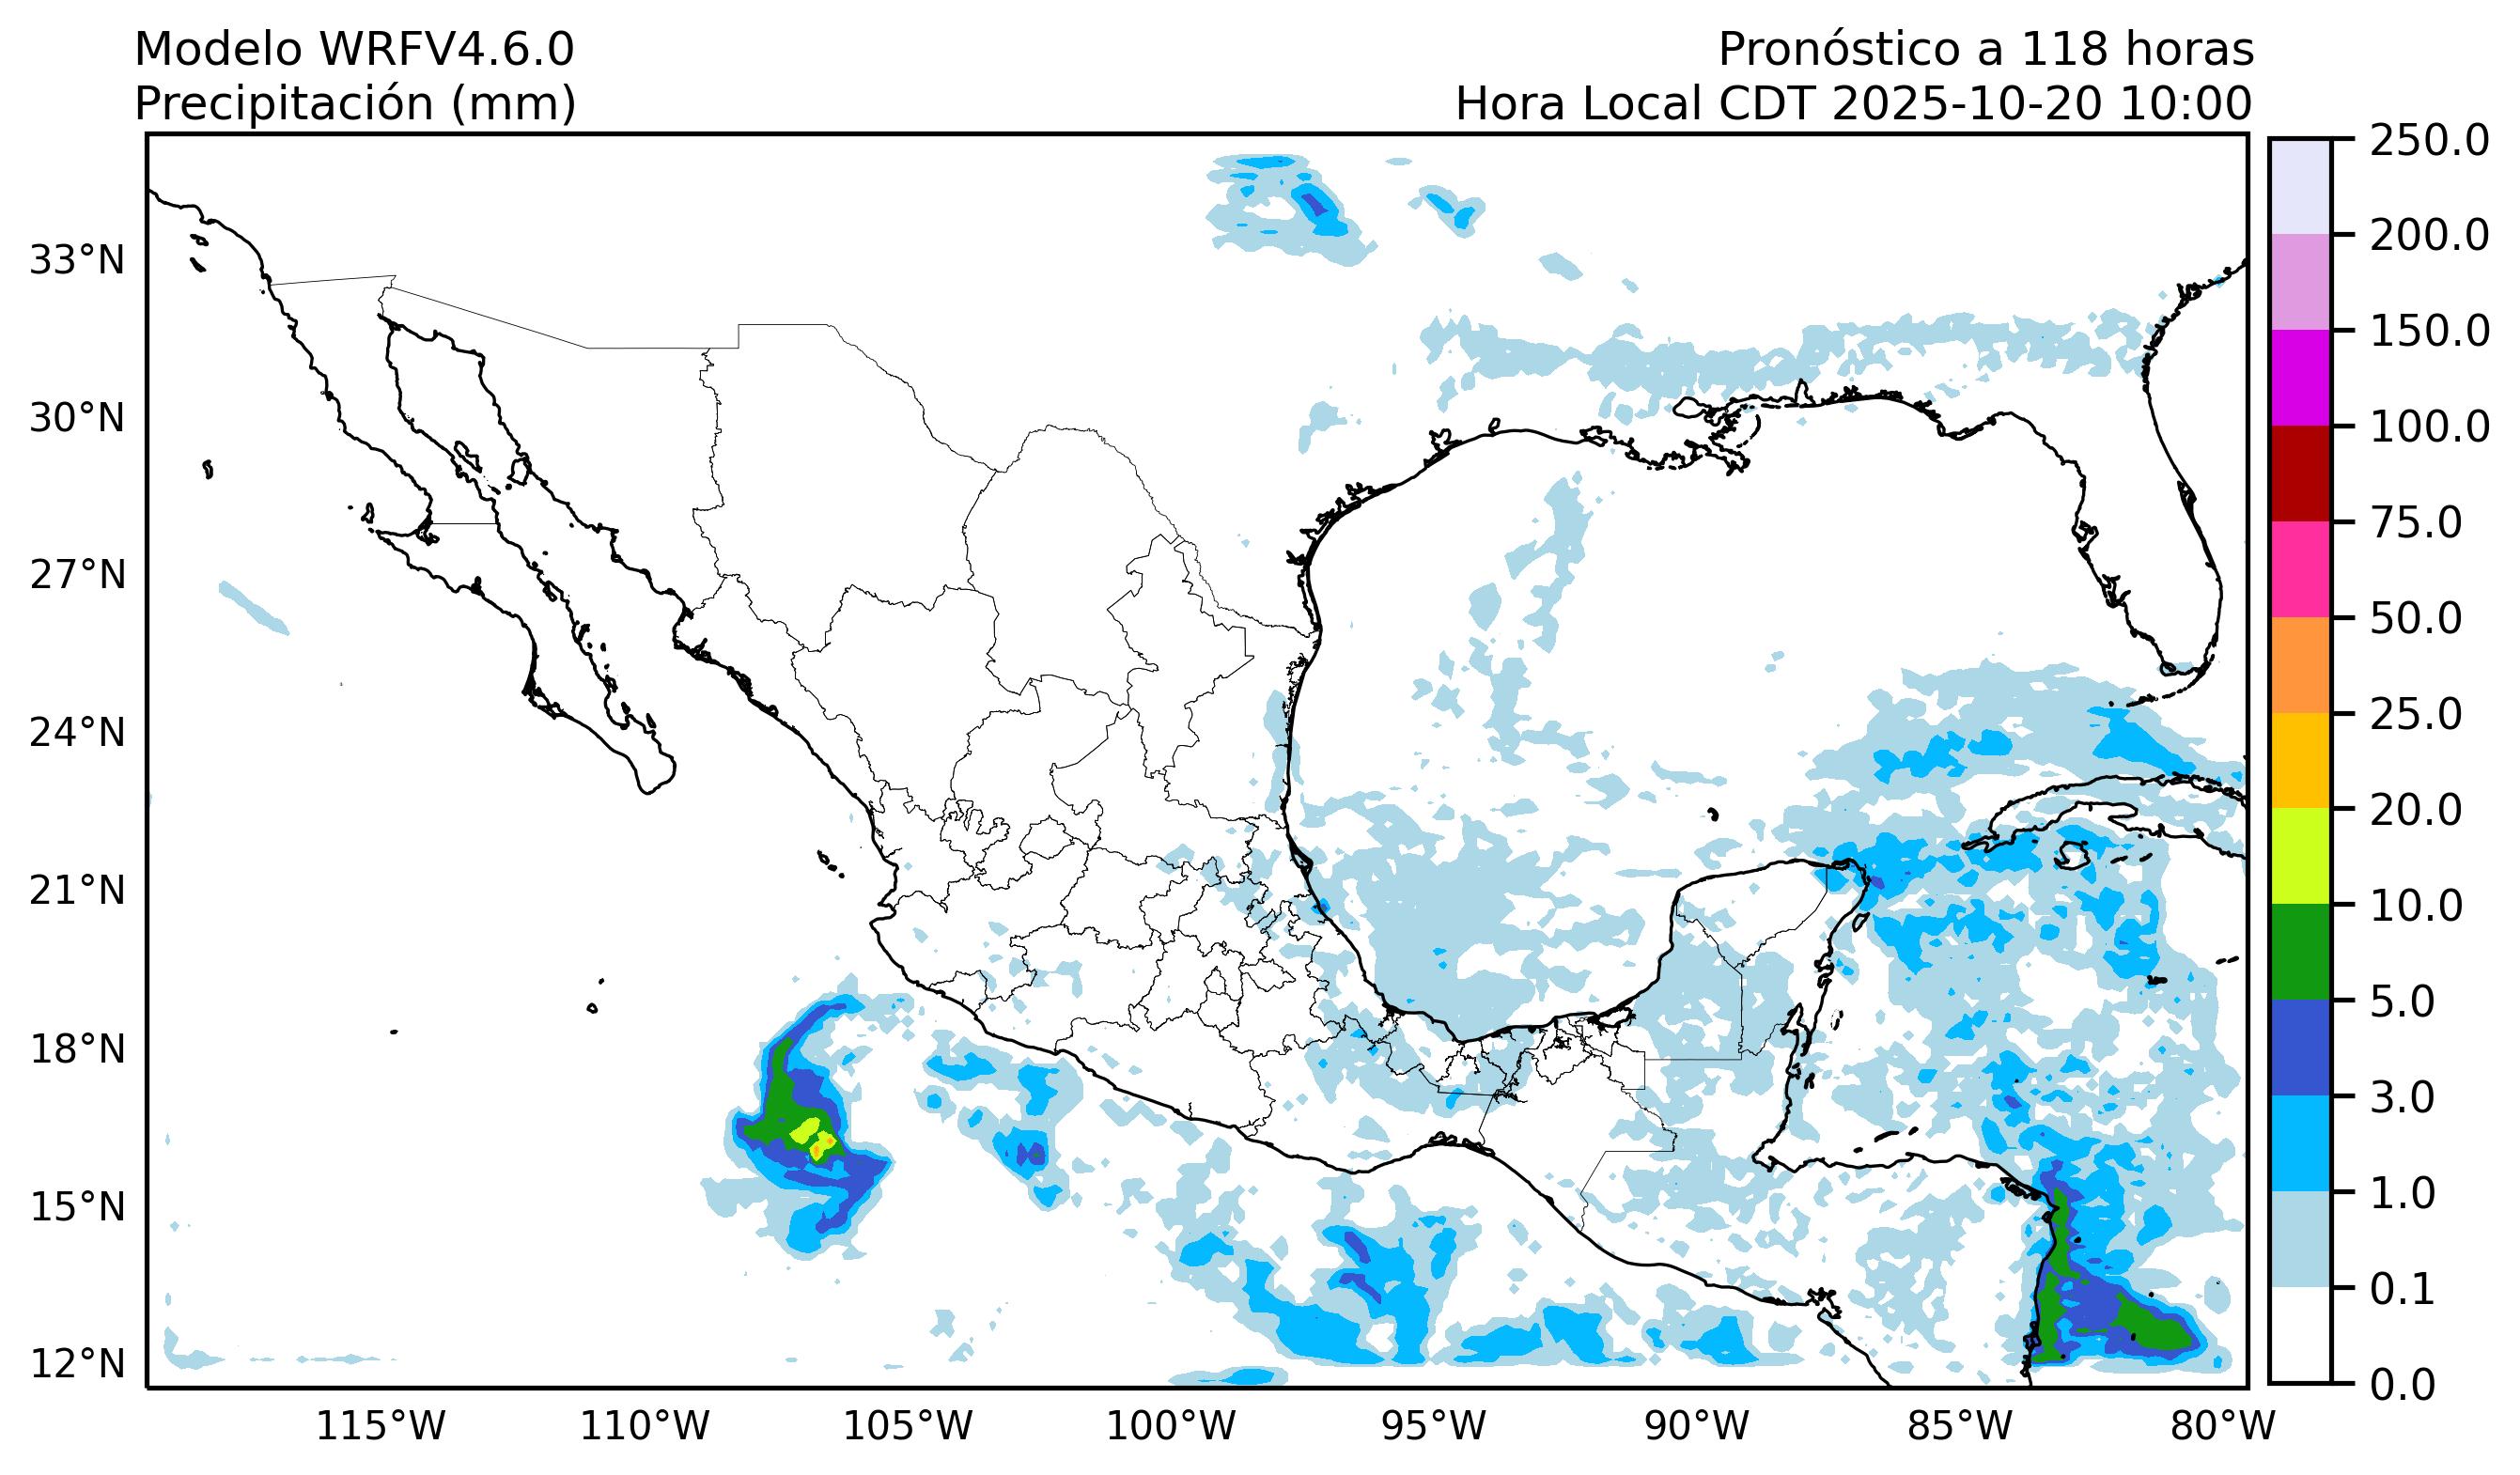 Modelo WRFV4.6.0
Precipitación (mm)
Pronóstico a 118 horas
Hora Local CDT 2025-10-20 10:00
33°N
30°N
27°N
24°N
21°N
18°N
15°N
12°N
115°W
110°W
105°W
100°W
95°W
90°W
85°W
80°W
250.0
200.0
150.0
100.0
75.0
50.0
25.0
20.0
10.0
5.0
3.0
1.0
0.1
0.0